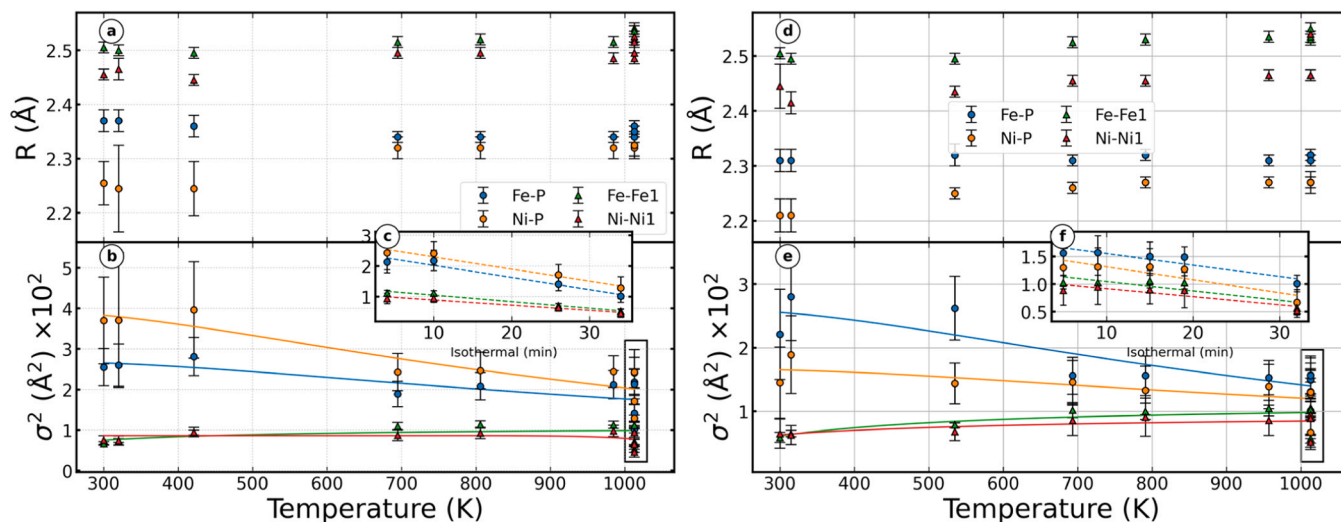 a
2.5
2.4
2.3
2.2
R (Å)
Fe-P
Fe-Fe1
Ni-P
Ni-Ni1
b
5
4
3
2
1
0
σ² (Å²) ×10²
c
3
2
1
10
20
30
Isothermal (min)
300
400
500
600
700
800
900
1000
Temperature (K)
d
2.5
2.4
2.3
2.2
R (Å)
Fe-P
Fe-Fe1
Ni-P
Ni-Ni1
e
3
2
1
σ² (Å²) ×10²
f
1.5
1.0
0.5
10
20
30
Isothermal (min)
300
400
500
600
700
800
900
1000
Temperature (K)